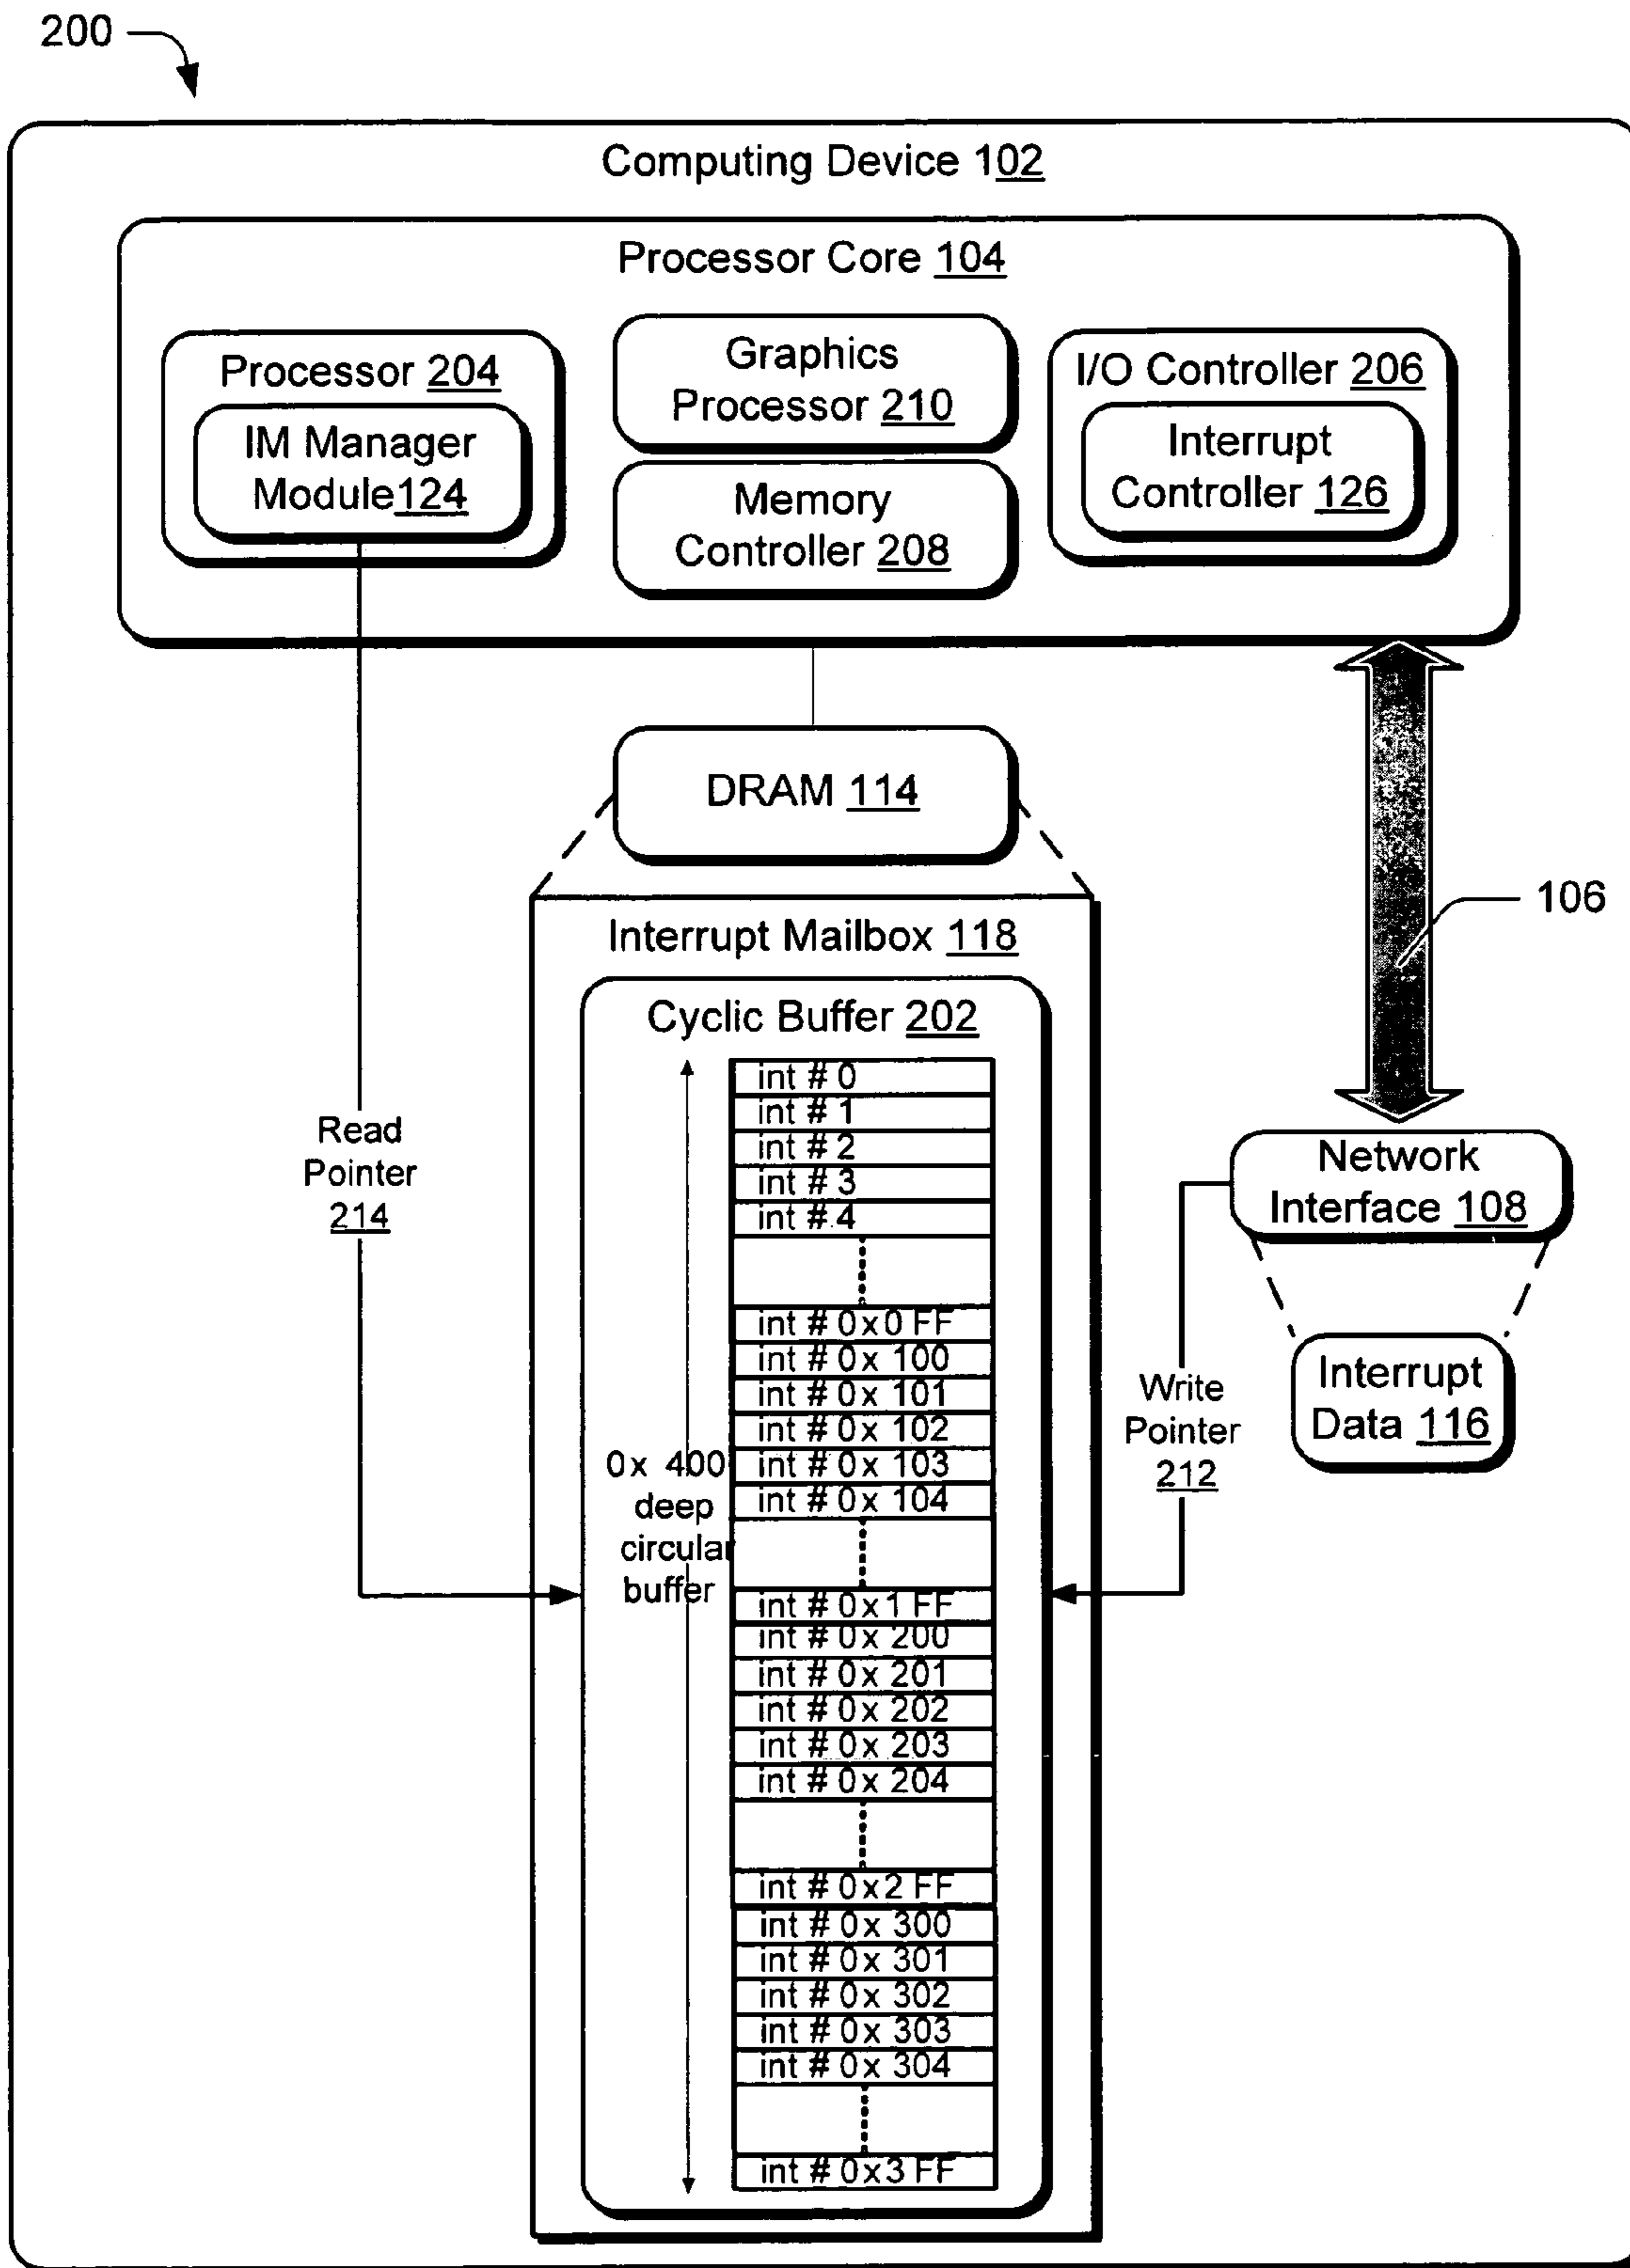 200
Computing Device 102
Processor Core 104
Processor 204
IM Manager
Module124
Graphics
Processor 210
Memory
Controller 208
I/O Controller 206
Interrupt
Controller 126
DRAM 114
106
Interrupt Mailbox 118
Cyclic Buffer 202
int # 0
int # 1
int # 2
int # 3
int # 4
int # 0x0 FF
int # 0x 100
int # 0x 101
int # 0x 102
int # 0x 103
int # 0x 104
int # 0x1 FF
int # 0x 200
int # 0x 201
int # 0x 202
int # 0x 203
int # 0x 204
int # 0x2 FF
int # 0x 300
int # 0x 301
int # 0x 302
int # 0x 303
int # 0x 304
int # 0x3 FF
0x 400
deep
circular
buffer
Read
Pointer
214
Network
Interface 108
Write
Pointer
212
Interrupt
Data 116